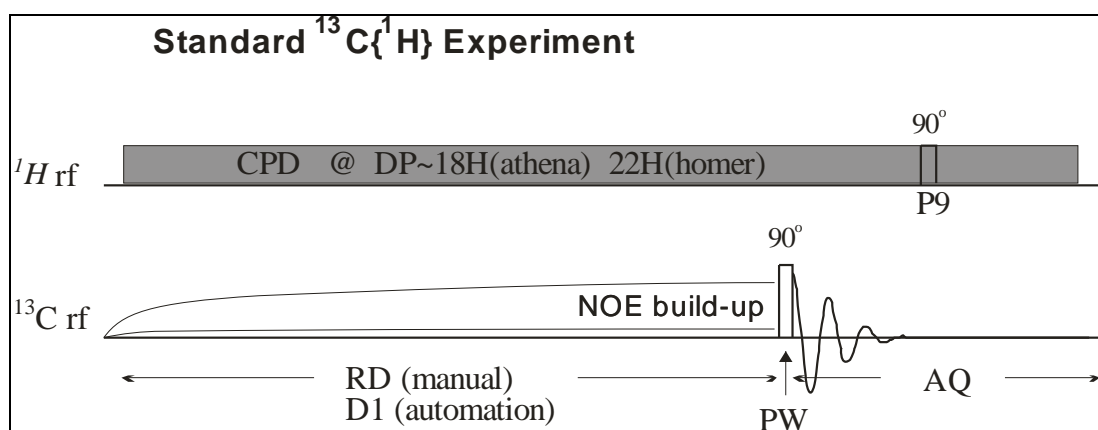 Standard ¹³C{¹H} Experiment
90°
¹H rf
CPD @ DP~18H(athena) 22H(homer)
P9
90°
¹³C rf
NOE build-up
RD (manual)
AQ
D1 (automation)
PW